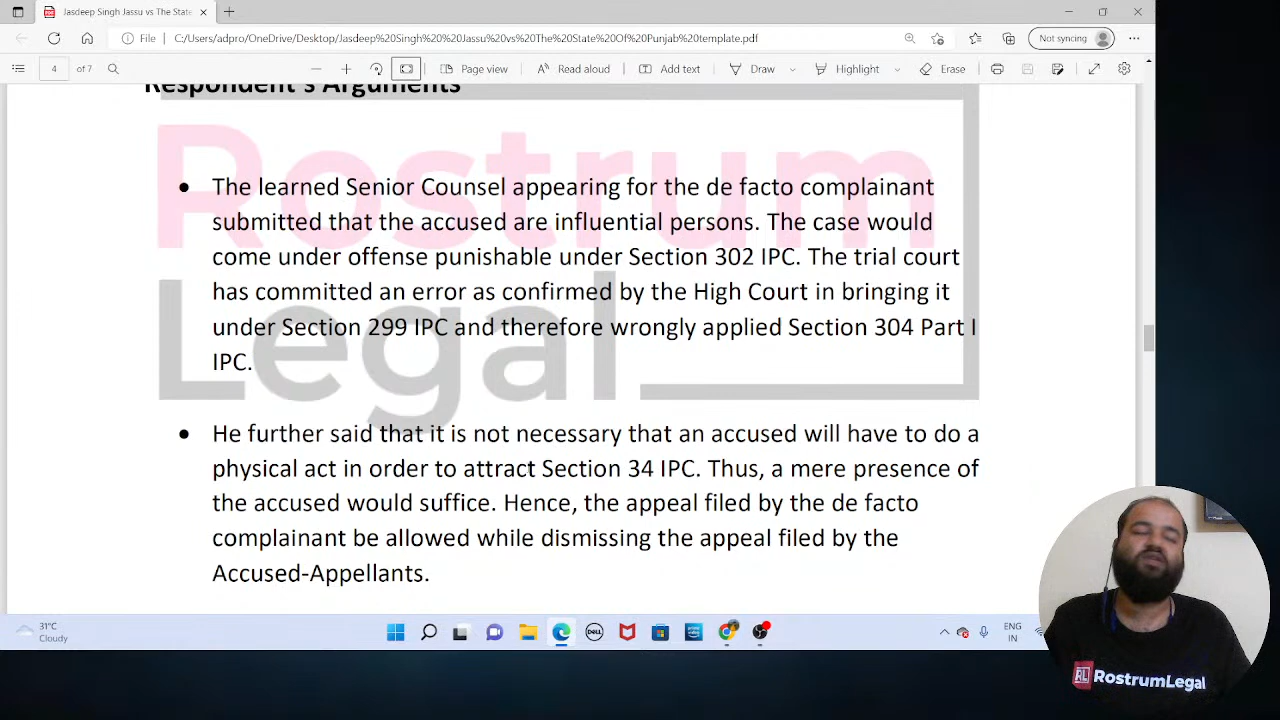 Jasdeep Singh Jassu vs The State
File
C:/Users/adpro/OneDrive/Desktop/Jasdeep%20Singh%20%20Jassu%20vs%20The%20State%20Of%20Punjab%20template.pdf
Not syncing
4 of 7
Page view
Read aloud
Add text
Draw
Highlight
Erase
Respondent's Arguments
Rostrum
Legal
• The learned Senior Counsel appearing for the de facto complainant
submitted that the accused are influential persons. The case would
come under offense punishable under Section 302 IPC. The trial court
has committed an error as confirmed by the High Court in bringing it
under Section 299 IPC and therefore wrongly applied Section 304 Part I
IPC.
• He further said that it is not necessary that an accused will have to do a
physical act in order to attract Section 34 IPC. Thus, a mere presence of
the accused would suffice. Hence, the appeal filed by the de facto
complainant be allowed while dismissing the appeal filed by the
Accused-Appellants.
31°C
Cloudy
DELL
ENG
IN
RL RostrumLegal